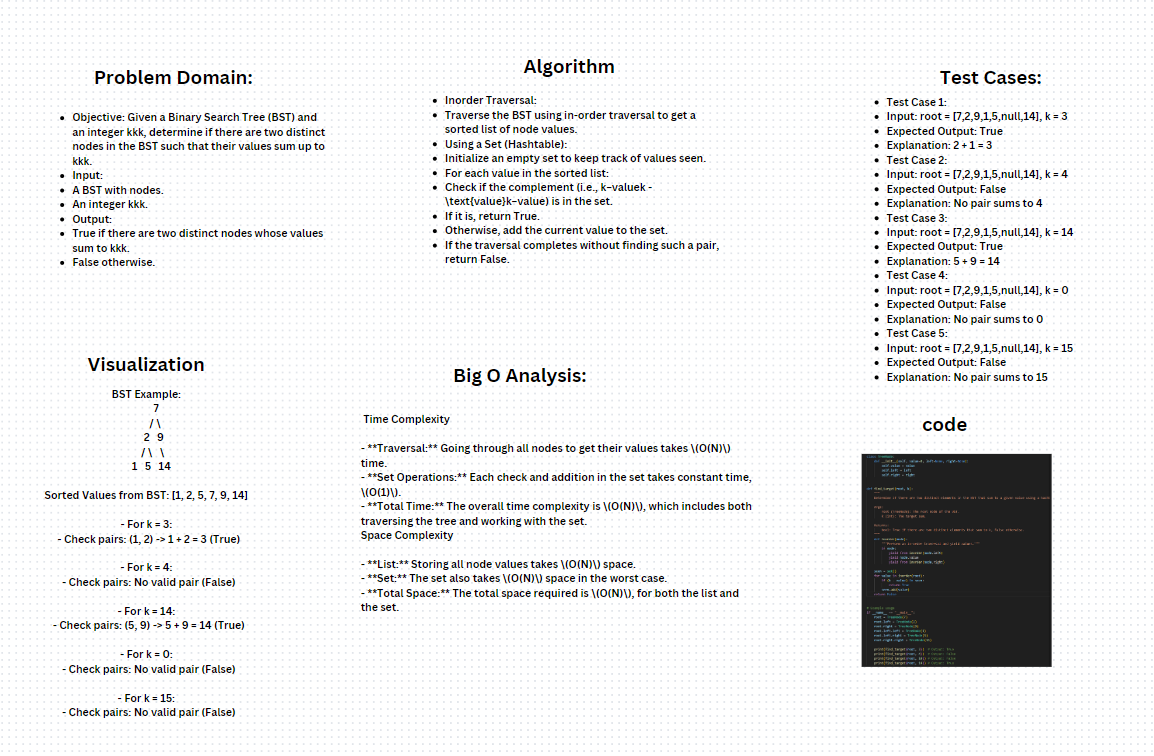 Problem Domain:
• Objective: Given a Binary Search Tree (BST) and
an integer kkk, determine if there are two distinct
nodes in the BST such that their values sum up to
kkk.
• Input:
• A BST with nodes.
• An integer kkk.
• Output:
• True if there are two distinct nodes whose values
sum to kkk.
• False otherwise.
Algorithm
• Inorder Traversal:
• Traverse the BST using in-order traversal to get a
sorted list of node values.
• Using a Set (Hashtable):
• Initialize an empty set to keep track of values seen.
• For each value in the sorted list:
• Check if the complement (i.e., k−valuek -
\text{value}k−value) is in the set.
• If it is, return True.
• Otherwise, add the current value to the set.
• If the traversal completes without finding such a pair,
return False.
Test Cases:
• Test Case 1:
• Input: root = [7,2,9,1,5,null,14], k = 3
• Expected Output: True
• Explanation: 2 + 1 = 3
• Test Case 2:
• Input: root = [7,2,9,1,5,null,14], k = 4
• Expected Output: False
• Explanation: No pair sums to 4
• Test Case 3:
• Input: root = [7,2,9,1,5,null,14], k = 14
• Expected Output: True
• Explanation: 5 + 9 = 14
• Test Case 4:
• Input: root = [7,2,9,1,5,null,14], k = 0
• Expected Output: False
• Explanation: No pair sums to 0
• Test Case 5:
• Input: root = [7,2,9,1,5,null,14], k = 15
• Expected Output: False
• Explanation: No pair sums to 15
Visualization
BST Example:
7
/ \
2 9
/ \ \
1 5 14
Sorted Values from BST: [1, 2, 5, 7, 9, 14]
- For k = 3:
- Check pairs: (1, 2) -> 1 + 2 = 3 (True)
- For k = 4:
- Check pairs: No valid pair (False)
- For k = 14:
- Check pairs: (5, 9) -> 5 + 9 = 14 (True)
- For k = 0:
- Check pairs: No valid pair (False)
- For k = 15:
- Check pairs: No valid pair (False)
Big O Analysis:
Time Complexity
- **Traversal:** Going through all nodes to get their values takes \(O(N)\)
time.
- **Set Operations:** Each check and addition in the set takes constant time,
\(O(1)\).
- **Total Time:** The overall time complexity is \(O(N)\), which includes both
traversing the tree and working with the set.
Space Complexity
- **List:** Storing all node values takes \(O(N)\) space.
- **Set:** The set also takes \(O(N)\) space in the worst case.
- **Total Space:** The total space required is \(O(N)\), for both the list and
the set.
code